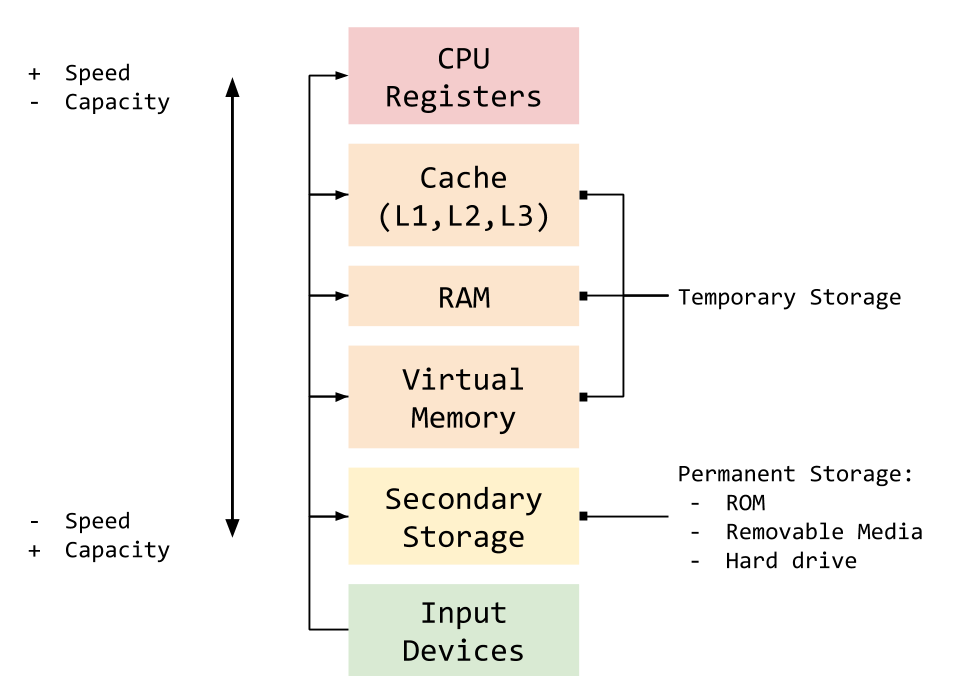 CPU
Registers
+ Speed
- Capacity
Cache
(L1,L2,L3)
RAM
Temporary Storage
Virtual
Memory
Secondary
Storage
Permanent Storage:
- ROM
- Removable Media
- Hard drive
- Speed
+ Capacity
Input
Devices